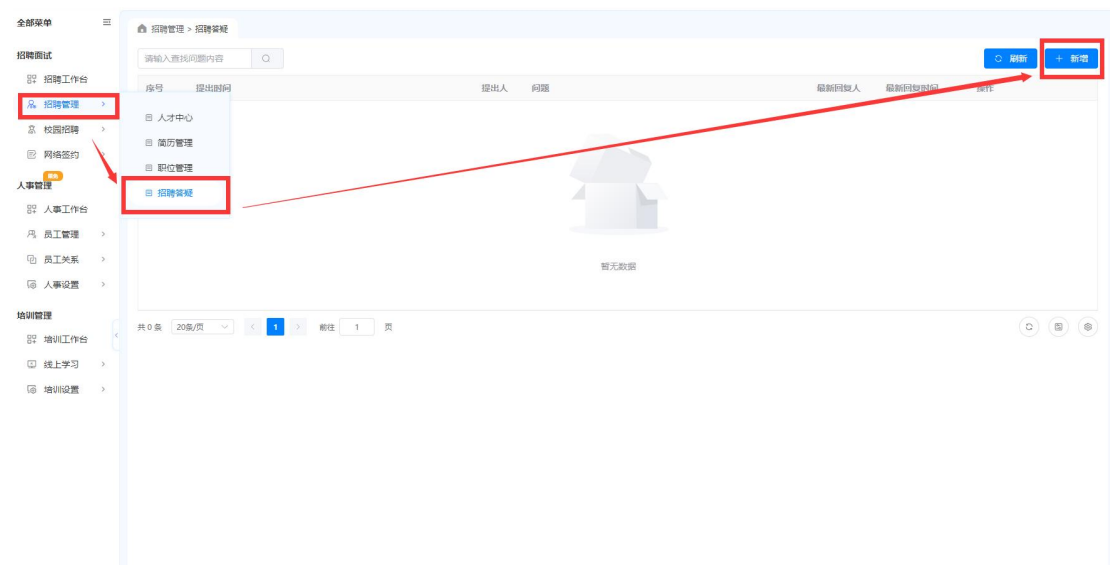 全部菜单
招聘管理 > 招聘答疑
招聘面试
请输入查找问题内容
刷新
+ 新增
招聘工作台
序号
提出时间
提出人
问题
最新回复人
最新回复时间
操作
招聘管理
人才中心
校园招聘
简历管理
网络签约
职位管理
人事管理
招聘答疑
人事工作台
员工管理
员工关系
暂无数据
人事设置
培训管理
共 0 条
20条/页
1
前往
1
页
培训工作台
线上学习
培训设置